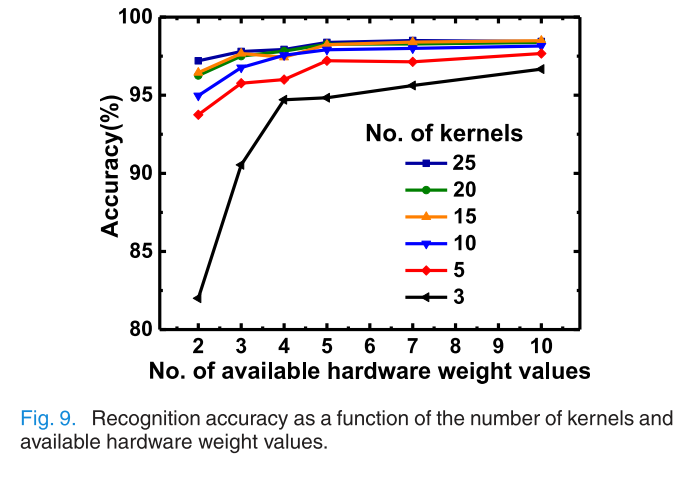 100
95
90
85
80
Accuracy(%)
No. of kernels
25
20
15
10
5
3
2 3 4 5 6 7 8 9 10
No. of available hardware weight values
Fig. 9. Recognition accuracy as a function of the number of kernels and
available hardware weight values.